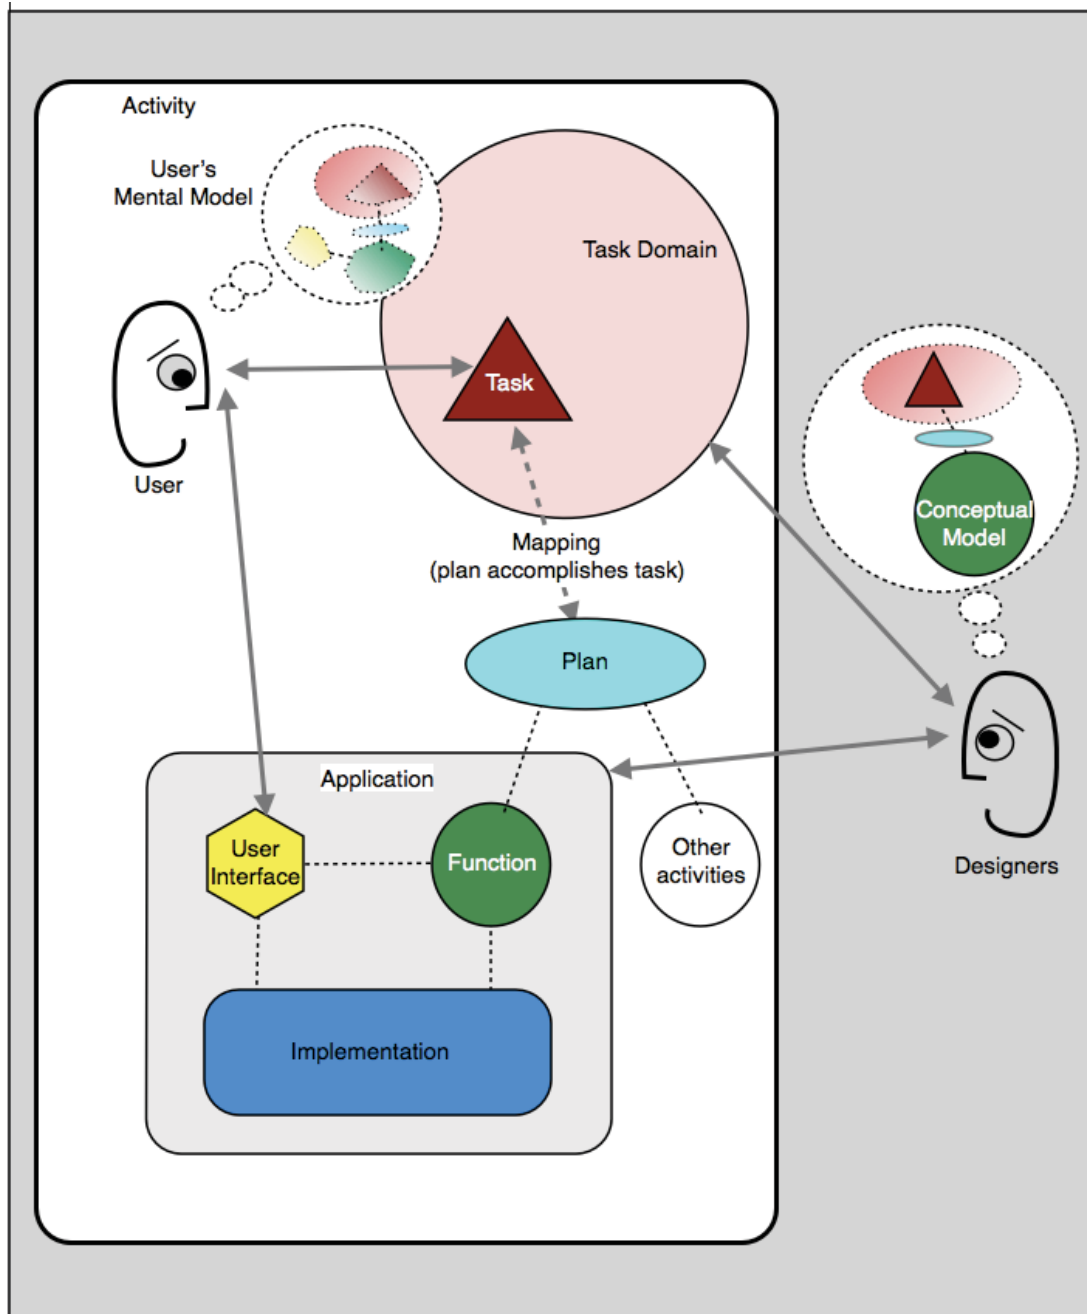 Activity
User's
Mental Model
Task Domain
Task
User
Conceptual
Model
Mapping
(plan accomplishes task)
Plan
Application
User
Interface
Function
Other
activities
Designers
Implementation